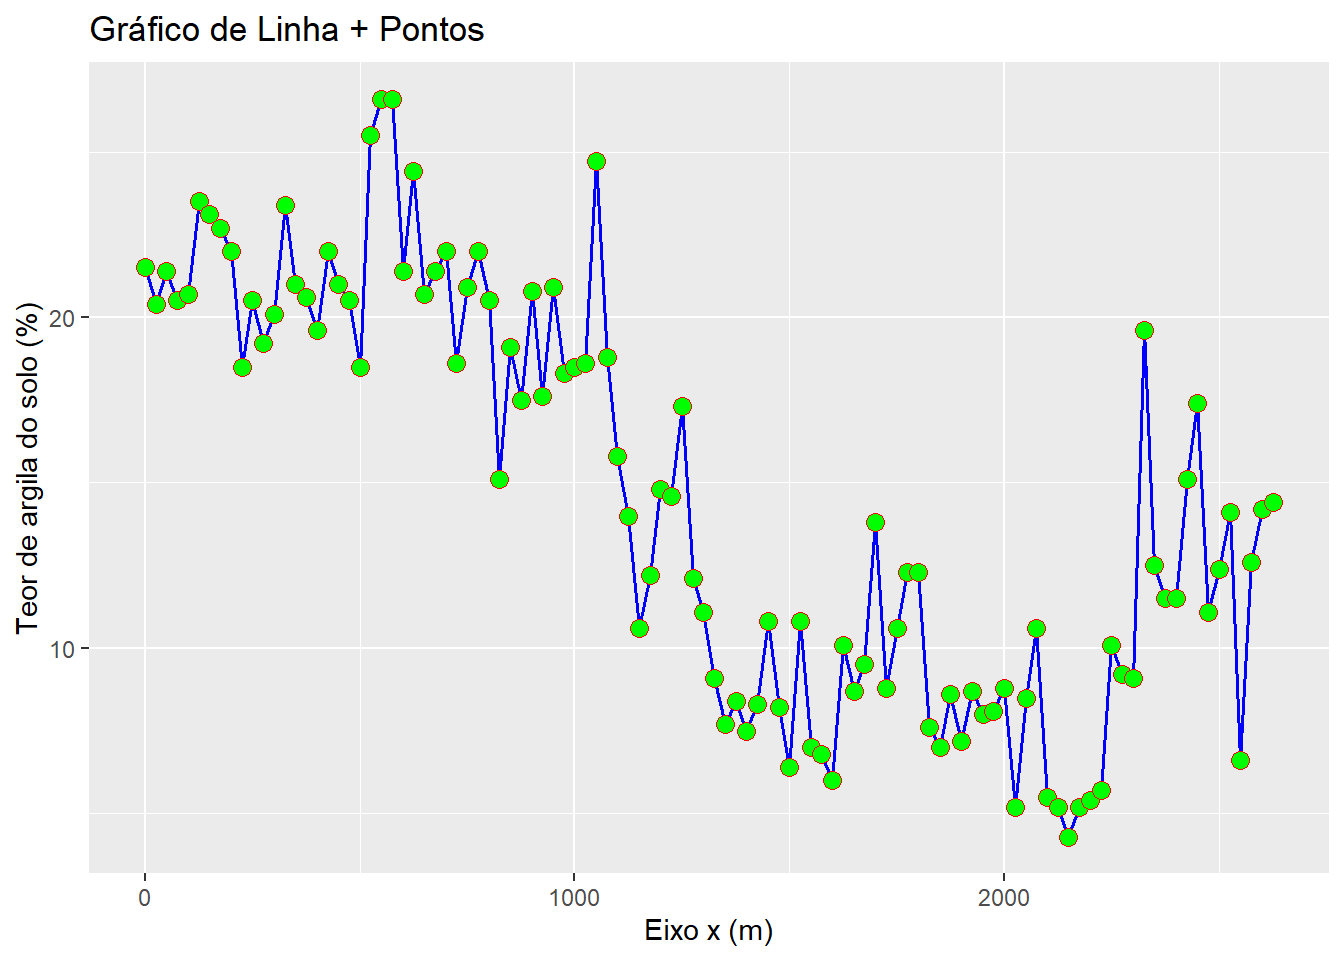 Gráfico de Linha + Pontos
Teor de argila do solo (%)
20
10
0
1000
2000
Eixo x (m)